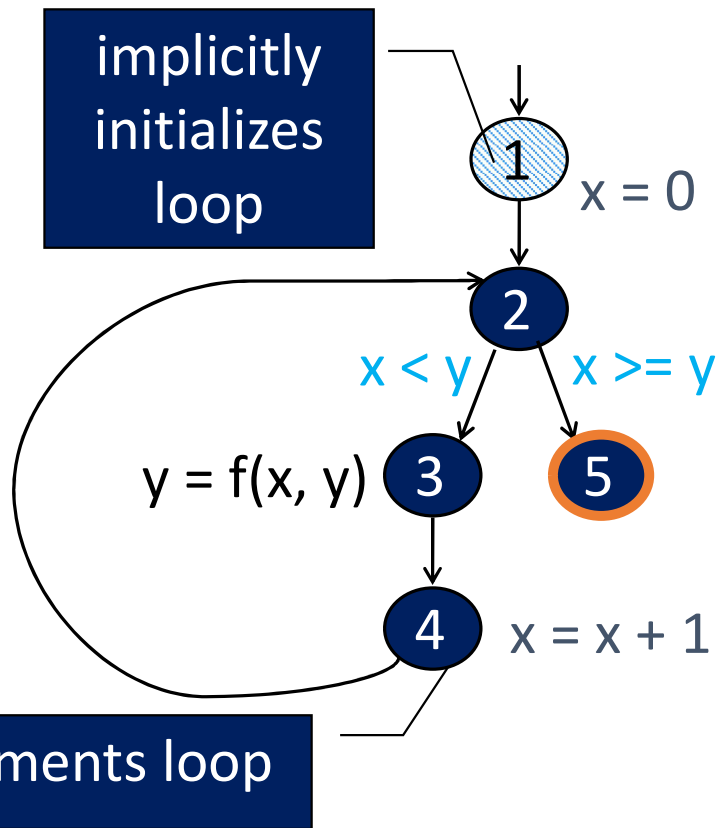 implicitly
initializes
loop
1
x = 0
2
x < y
x >= y
y = f(x, y)
3
5
4
x = x + 1
ments loop